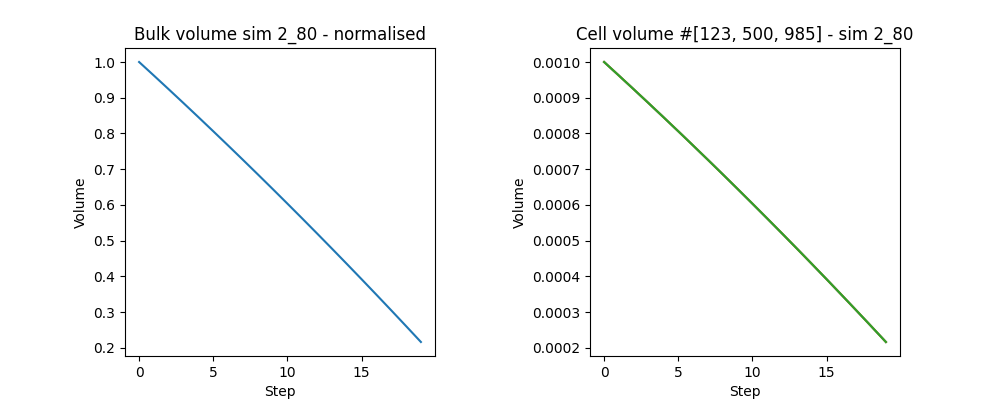 Bulk volume sim 2_80 - normalised
1.0
0.9
0.8
0.7
0.6
0.5
0.4
0.3
0.2
Volume
0 5 10 15
Step
Cell volume #[123, 500, 985] - sim 2_80
0.0010
0.0009
0.0008
0.0007
0.0006
0.0005
0.0004
0.0003
0.0002
Volume
0 5 10 15
Step